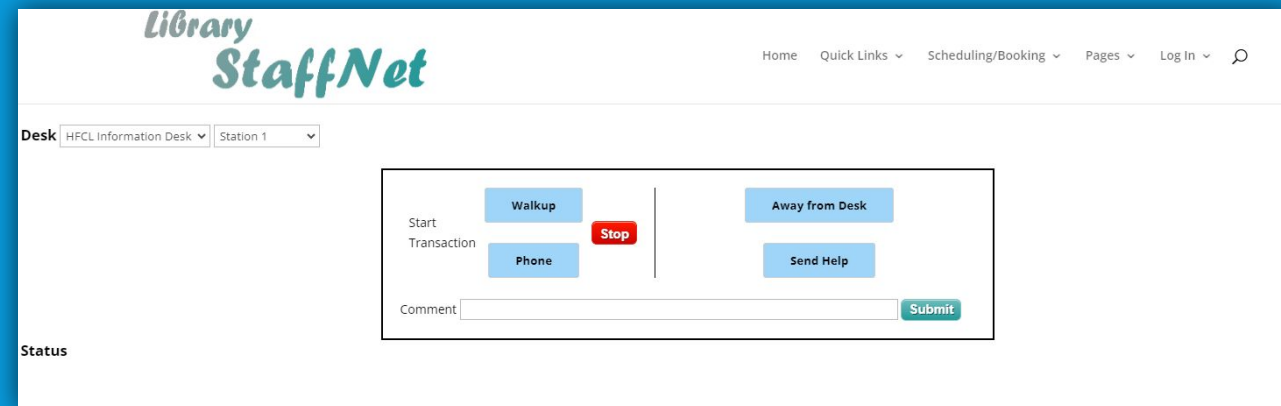 Library
StaffNet
Home Quick Links Scheduling/Booking Pages Log In
Desk HFCL Information Desk Station 1
Walkup Away from Desk
Start
Transaction
Stop
Phone Send Help
Comment Submit
Status